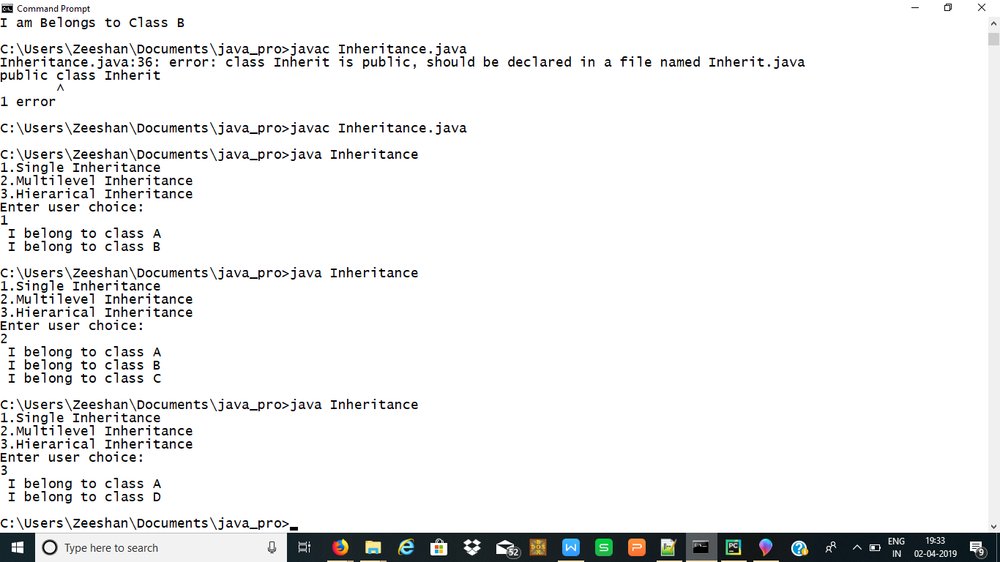 Command Prompt
I am Belongs to Class B
C:\Users\Zeeshan\Documents\java_pro>javac Inheritance.java
Inheritance.java:36: error: class Inherit is public, should be declared in a file named Inherit.java
public class Inherit
^
1 error
C:\Users\Zeeshan\Documents\java_pro>javac Inheritance.java
C:\Users\Zeeshan\Documents\java_pro>java Inheritance
1.Single Inheritance
2.Multilevel Inheritance
3.Hierarical Inheritance
Enter user choice:
1
I belong to class A
I belong to class B
C:\Users\Zeeshan\Documents\java_pro>java Inheritance
1.Single Inheritance
2.Multilevel Inheritance
3.Hierarical Inheritance
Enter user choice:
2
I belong to class A
I belong to class B
I belong to class C
C:\Users\Zeeshan\Documents\java_pro>java Inheritance
1.Single Inheritance
2.Multilevel Inheritance
3.Hierarical Inheritance
Enter user choice:
3
I belong to class A
I belong to class D
C:\Users\Zeeshan\Documents\java_pro>
Type here to search
52
DOS
W
S
P
PC
ENG
IN
19:33
02-04-2019
9